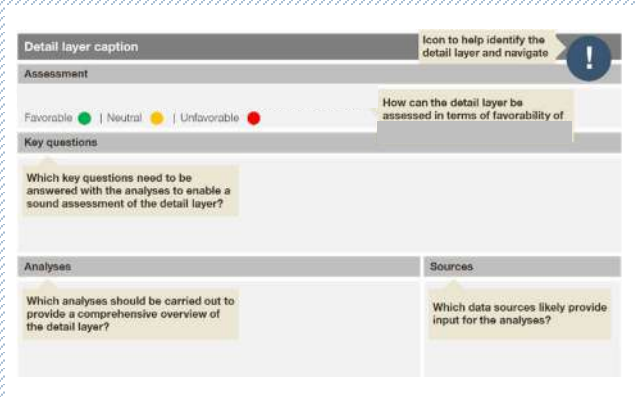 Detail layer caption
Icon to help identify the
detail layer and navigate
!
Assessment
Favorable | Neutral | Unfavorable
How can the detail layer be
assessed in terms of favorability of
Key questions
Which key questions need to be
answered with the analyses to enable a
sound assessment of the detail layer?
Analyses
Sources
Which analyses should be carried out to
provide a comprehensive overview of
the detail layer?
Which data sources likely provide
input for the analyses?